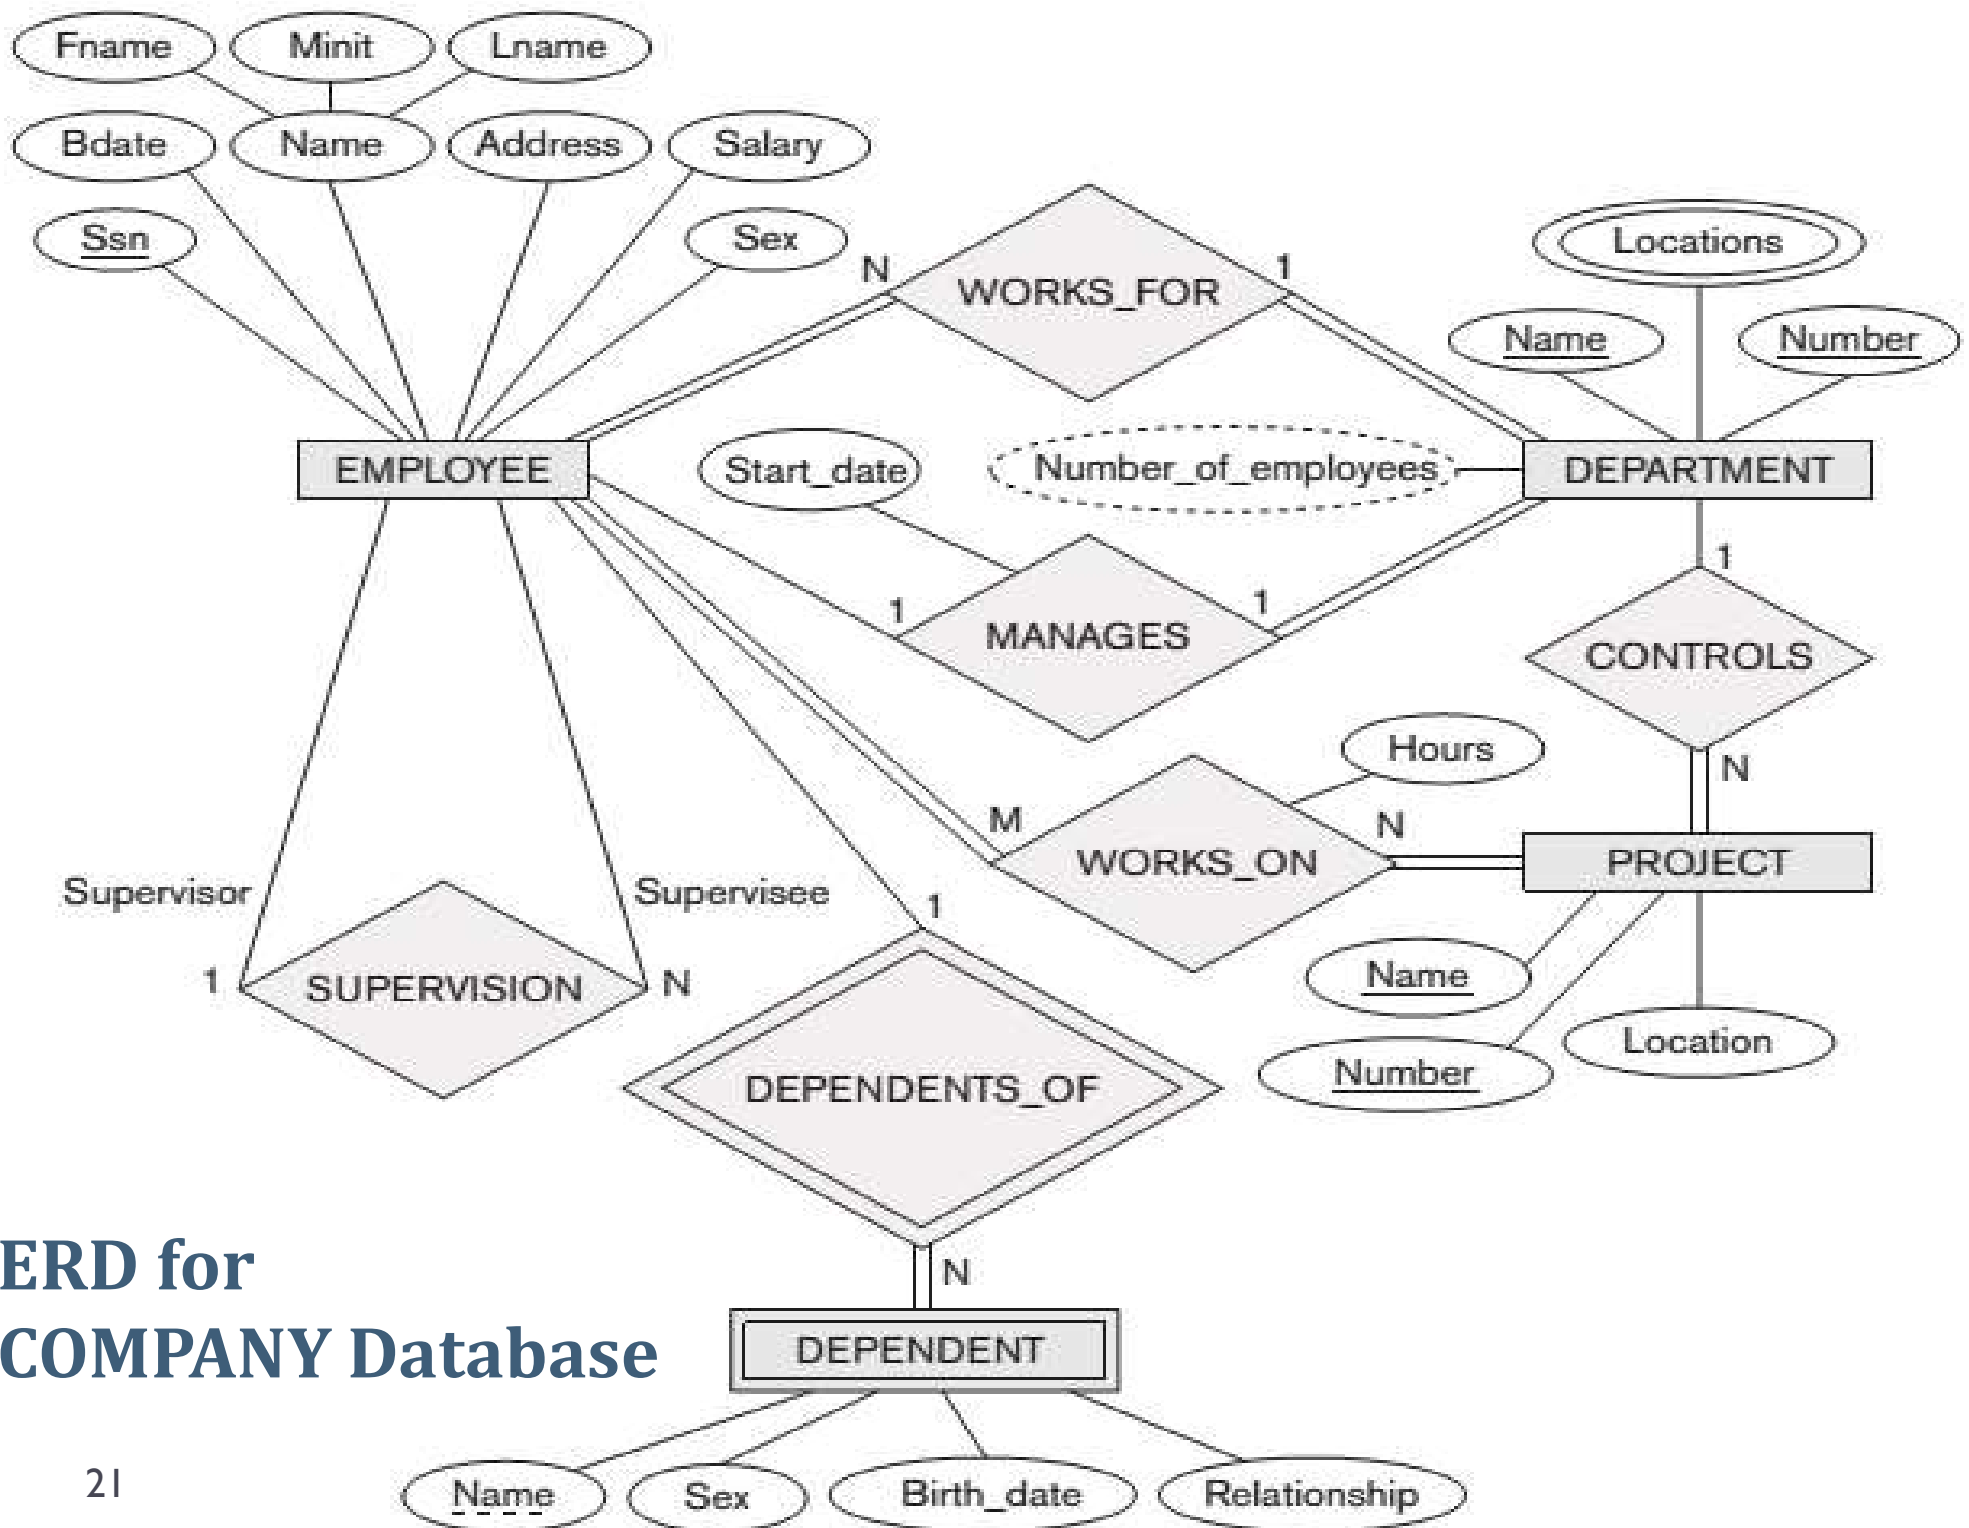 Fname Minit Lname
Bdate Name Address Salary
Ssn Sex
N WORKS_FOR 1
Locations
Name Number
EMPLOYEE Start_date Number_of_employees DEPARTMENT
1 MANAGES 1
1
CONTROLS
N
Hours
M WORKS_ON N PROJECT
Supervisor Supervisee 1
1 SUPERVISION N
Name
Number Location
DEPENDENTS_OF
N
ERD for
COMPANY Database
DEPENDENT
Name Sex Birth_date Relationship
21